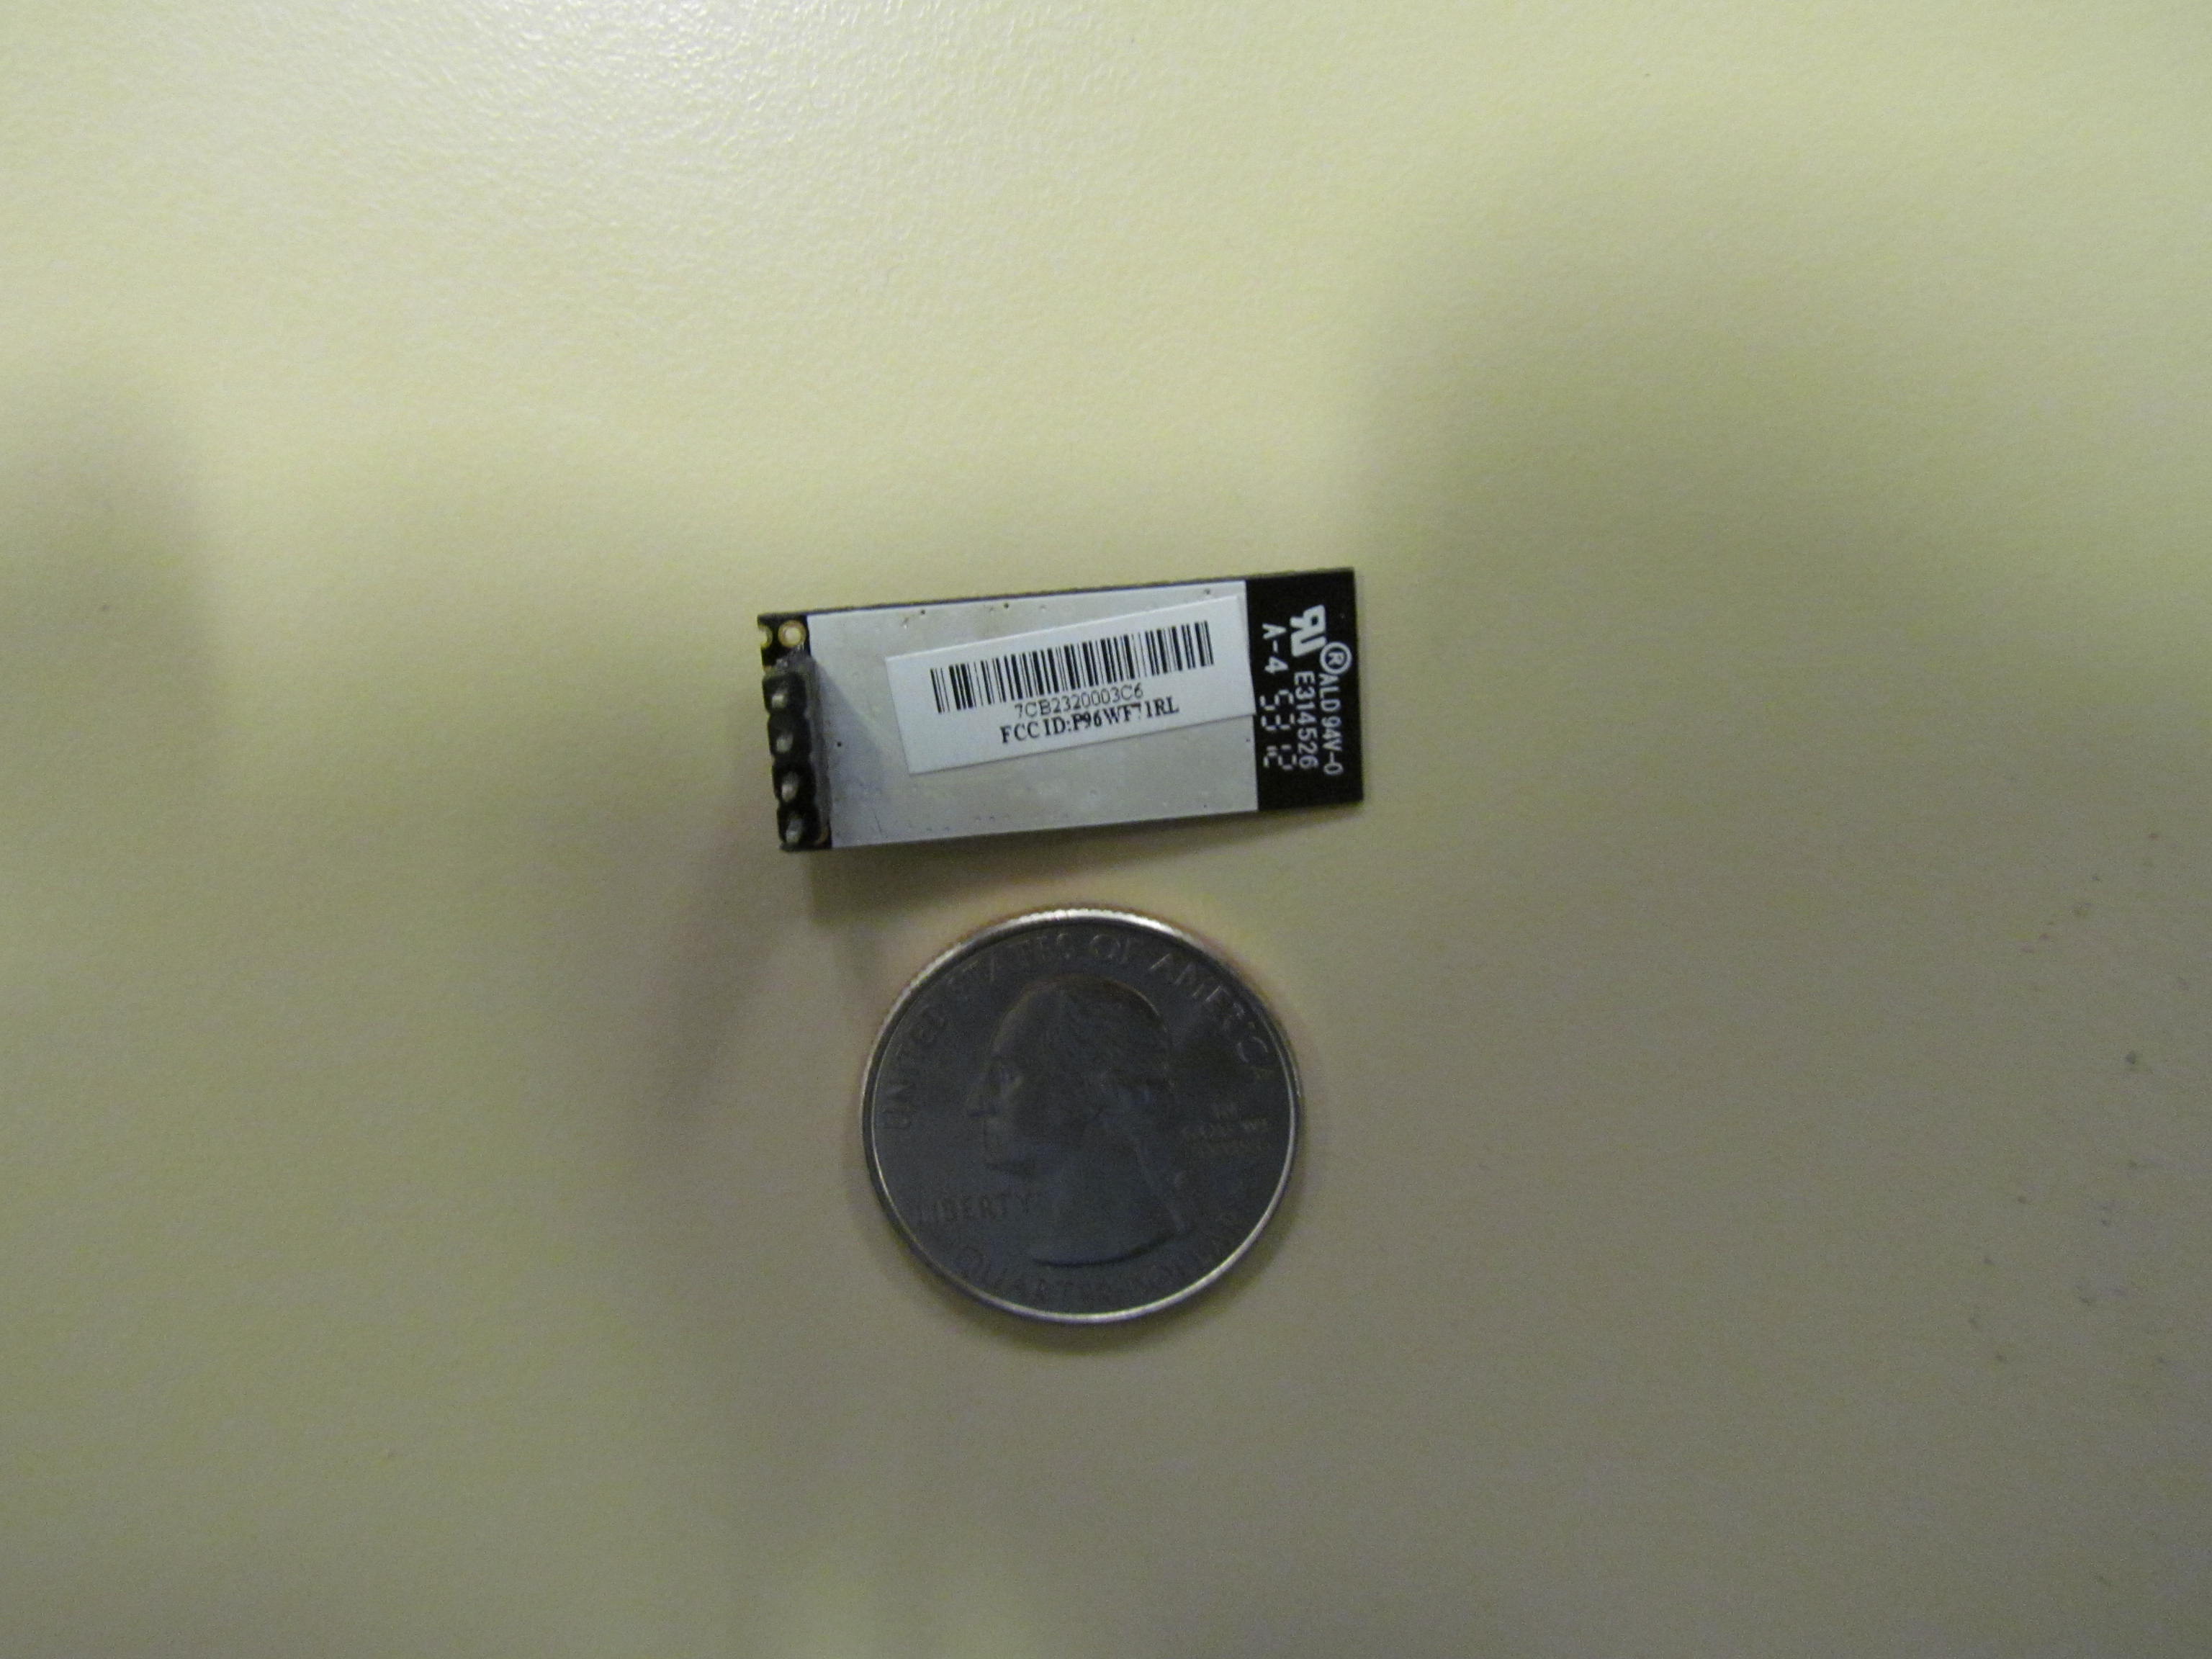 7CB2320003C6
FCC ID:P96WF71RL
ALD 94V-0
E314526
A-4
UNITED STATES OF AMERICA
LIBERTY
QUARTER DOLLAR